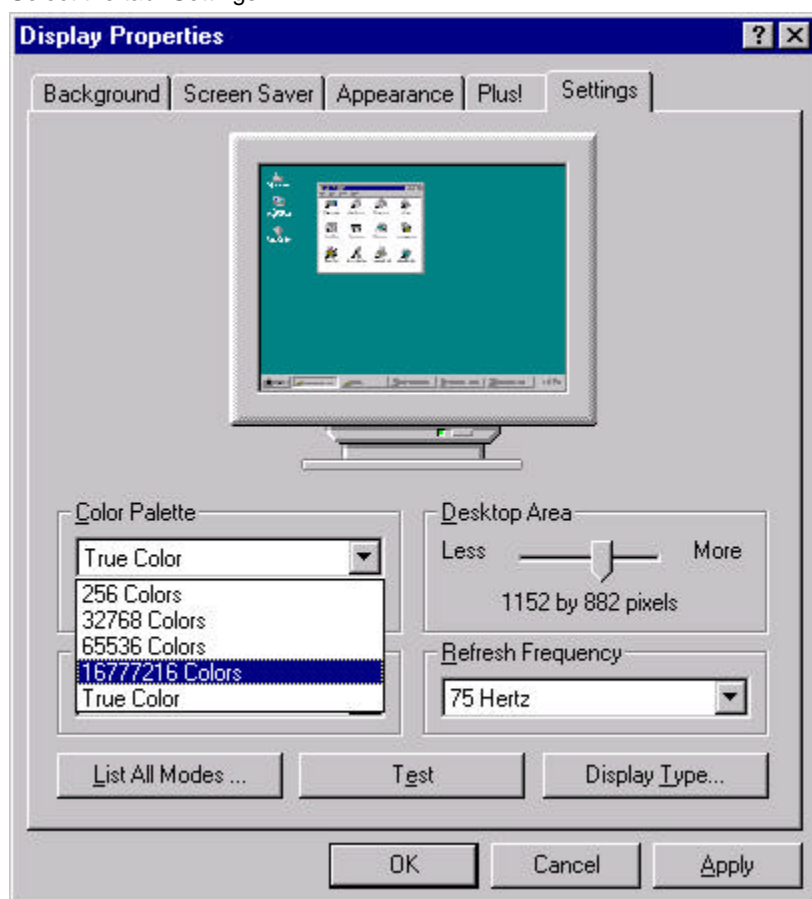 Display Properties
Background Screen Saver Appearance Plus! Settings
Color Palette
True Color
256 Colors
32768 Colors
65536 Colors
16777216 Colors
True Color
Desktop Area
Less More
1152 by 882 pixels
Refresh Frequency
75 Hertz
List All Modes ... Test Display Type...
OK Cancel Apply